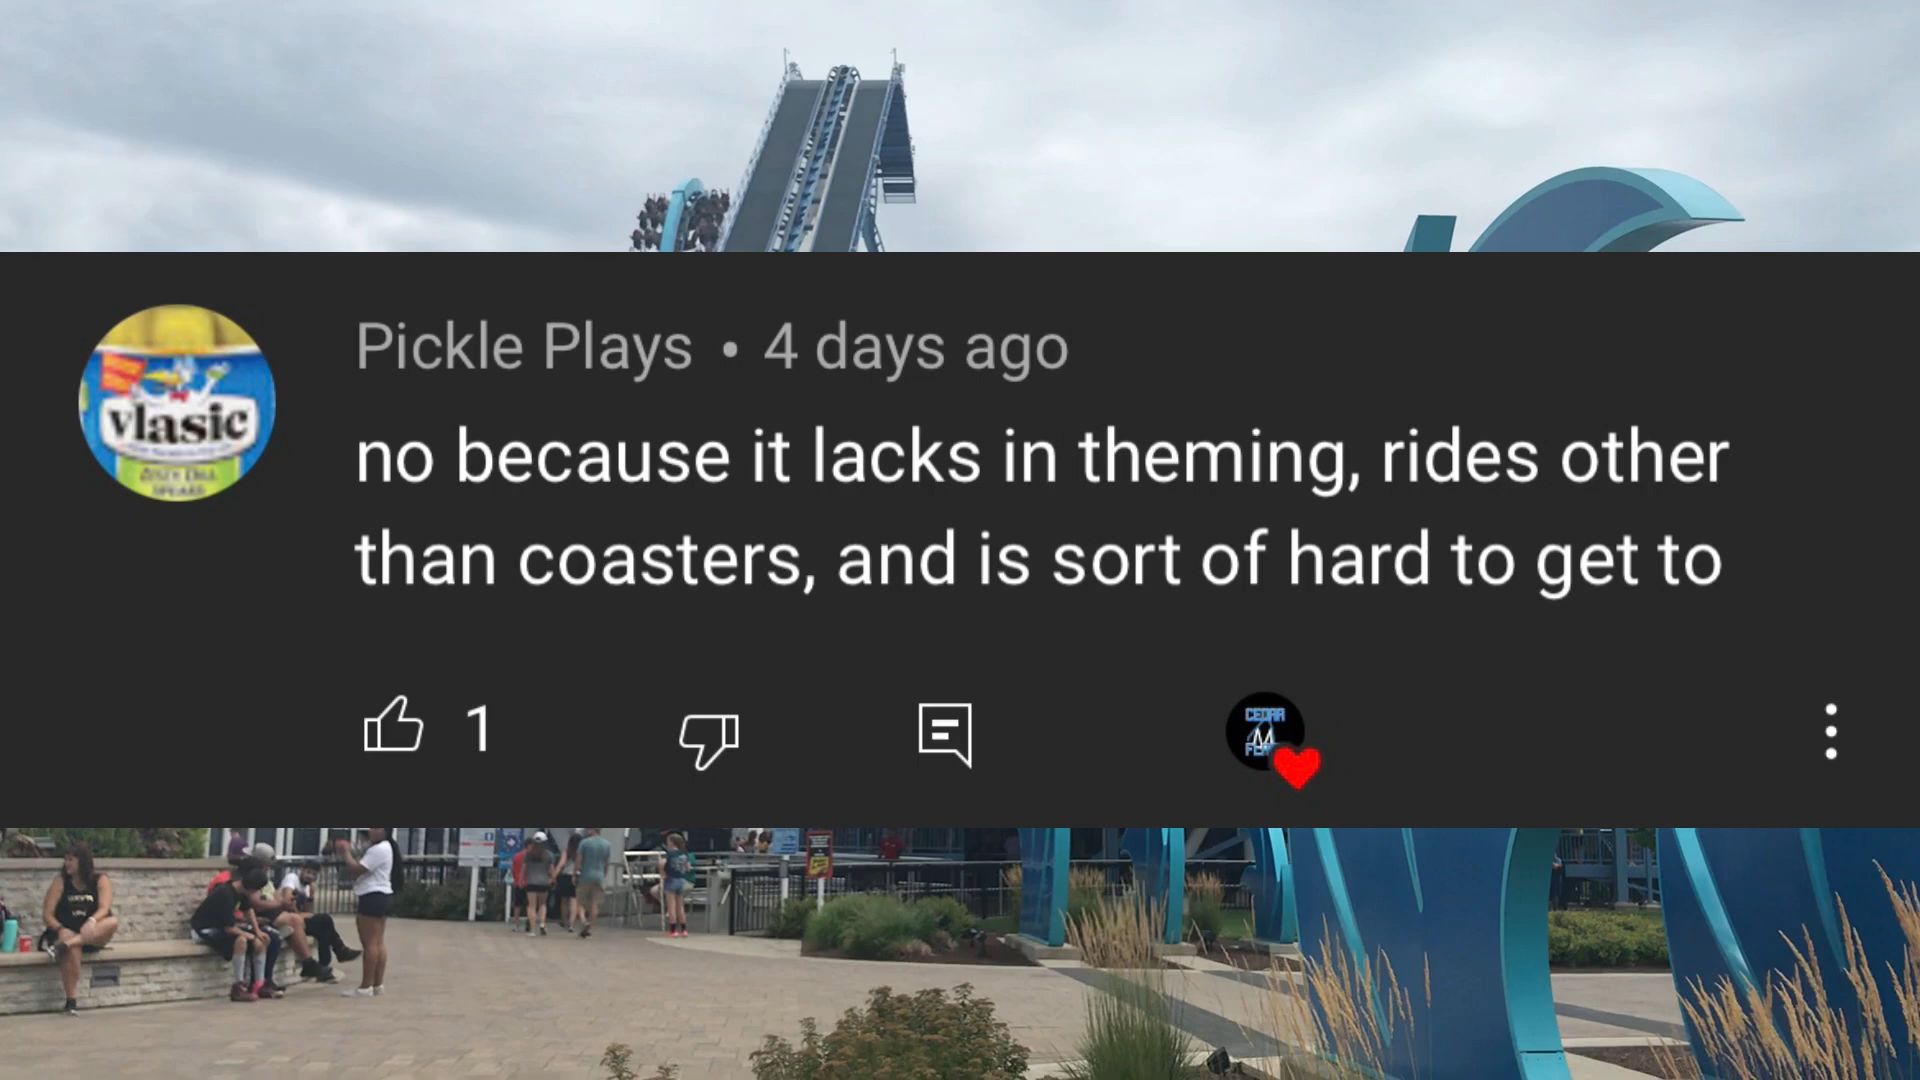 Pickle Plays • 4 days ago
vlasic
no because it lacks in theming, rides other
than coasters, and is sort of hard to get to
1
CEDAR